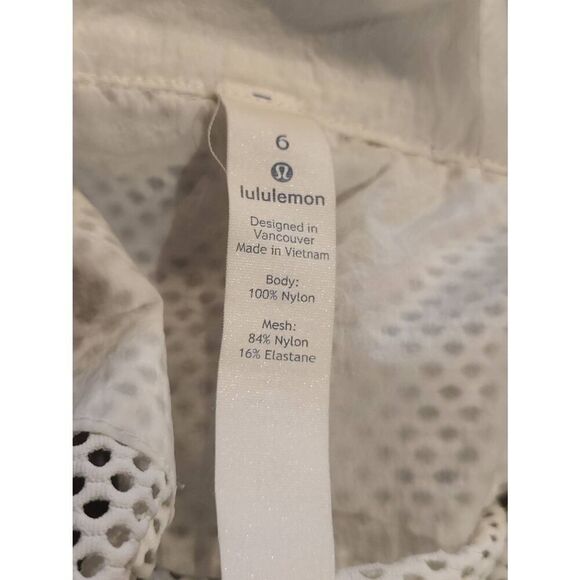 6
lululemon
Designed in
Vancouver
Made in Vietnam
Body:
100% Nylon
Mesh:
84% Nylon
16% Elastane